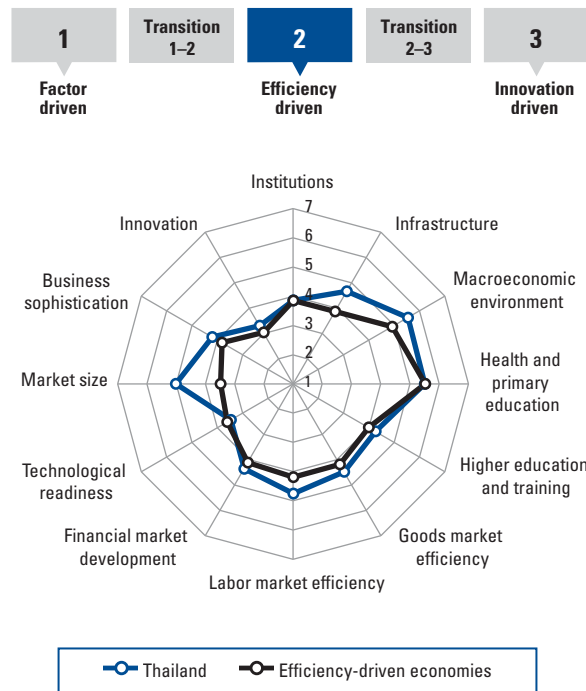 1
Transition
1–2
2
Transition
2–3
3
Factor
driven
Efficiency
driven
Innovation
driven
Institutions
7
Innovation
Infrastructure
6
5
Business
sophistication
Macroeconomic
environment
4
3
2
Market size
1
Health and
primary
education
Technological
readiness
Higher education
and training
Financial market
development
Goods market
efficiency
Labor market efficiency
Thailand
Efficiency-driven economies